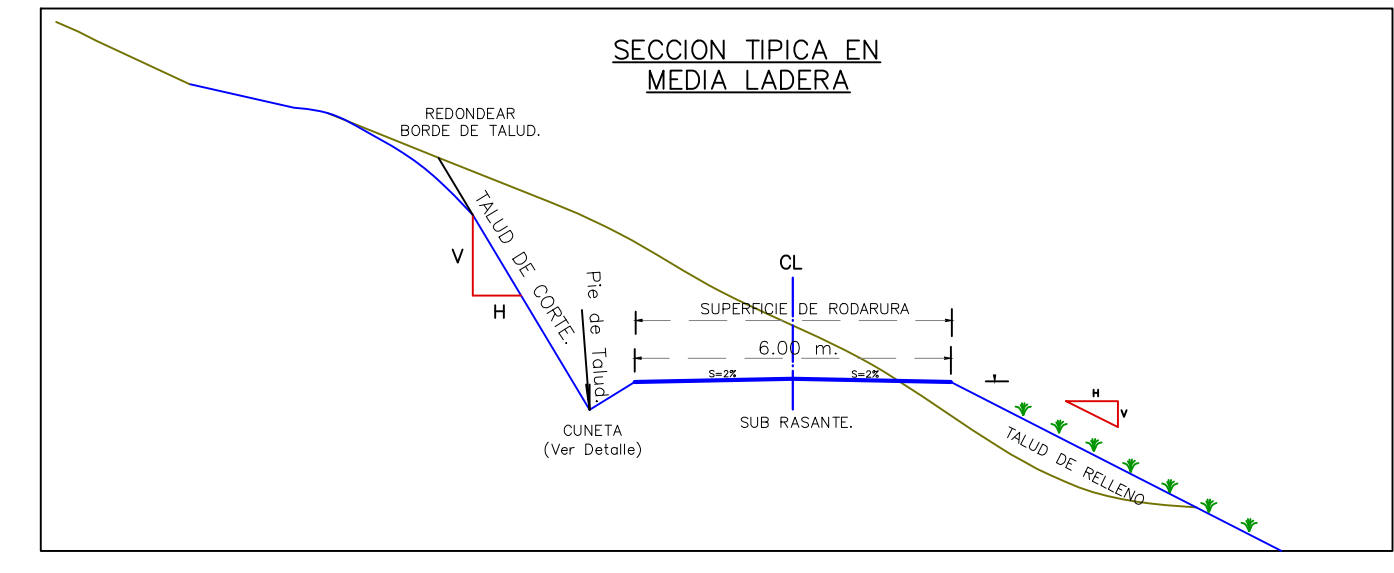 SECCION TIPICA EN
MEDIA LADERA
REDONDEAR
BORDE DE TALUD.
TALUD DE CORTE.
V
H
Pie de Talud.
CL
SUPERFICIE DE RODARURA
6.00 m.
S=2%
S=2%
SUB RASANTE.
CUNETA
(Ver Detalle)
H
V
TALUD DE RELLENO